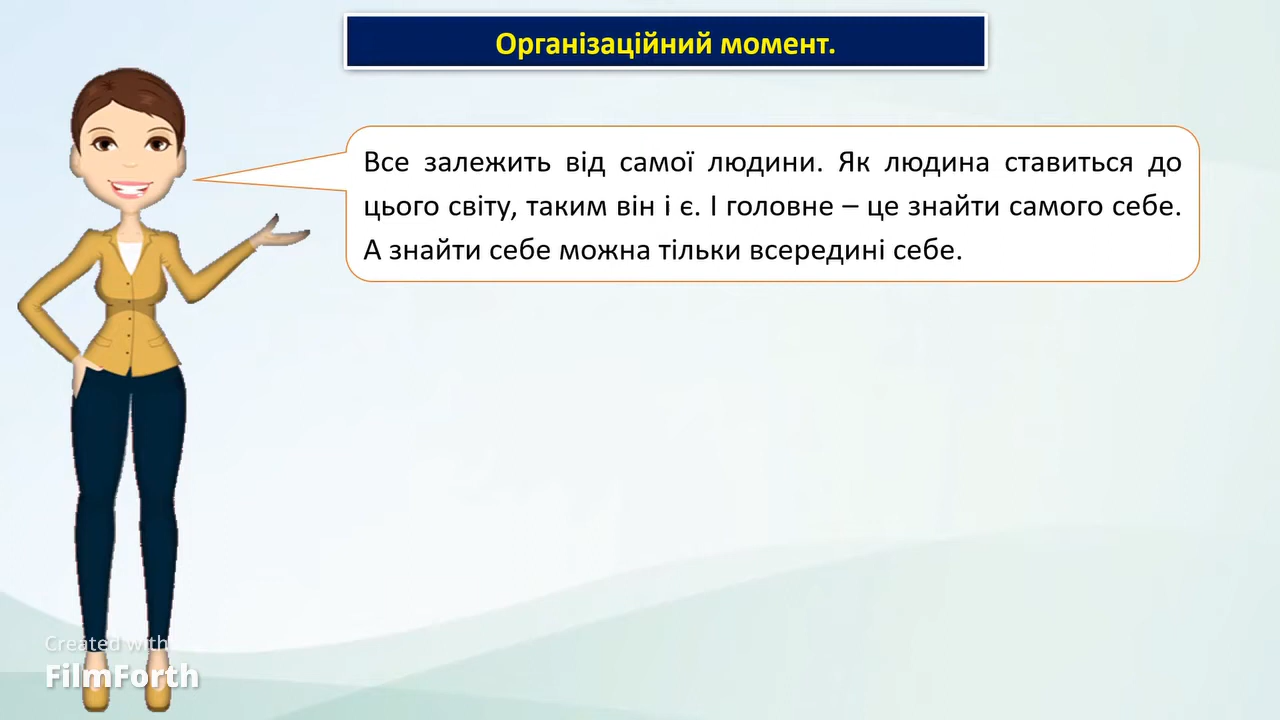 Організаційний момент.
Все залежить від самої людини. Як людина ставиться до
цього світу, таким він і є. І головне – це знайти самого себе.
А знайти себе можна тільки всередині себе.
Created with
FilmForth